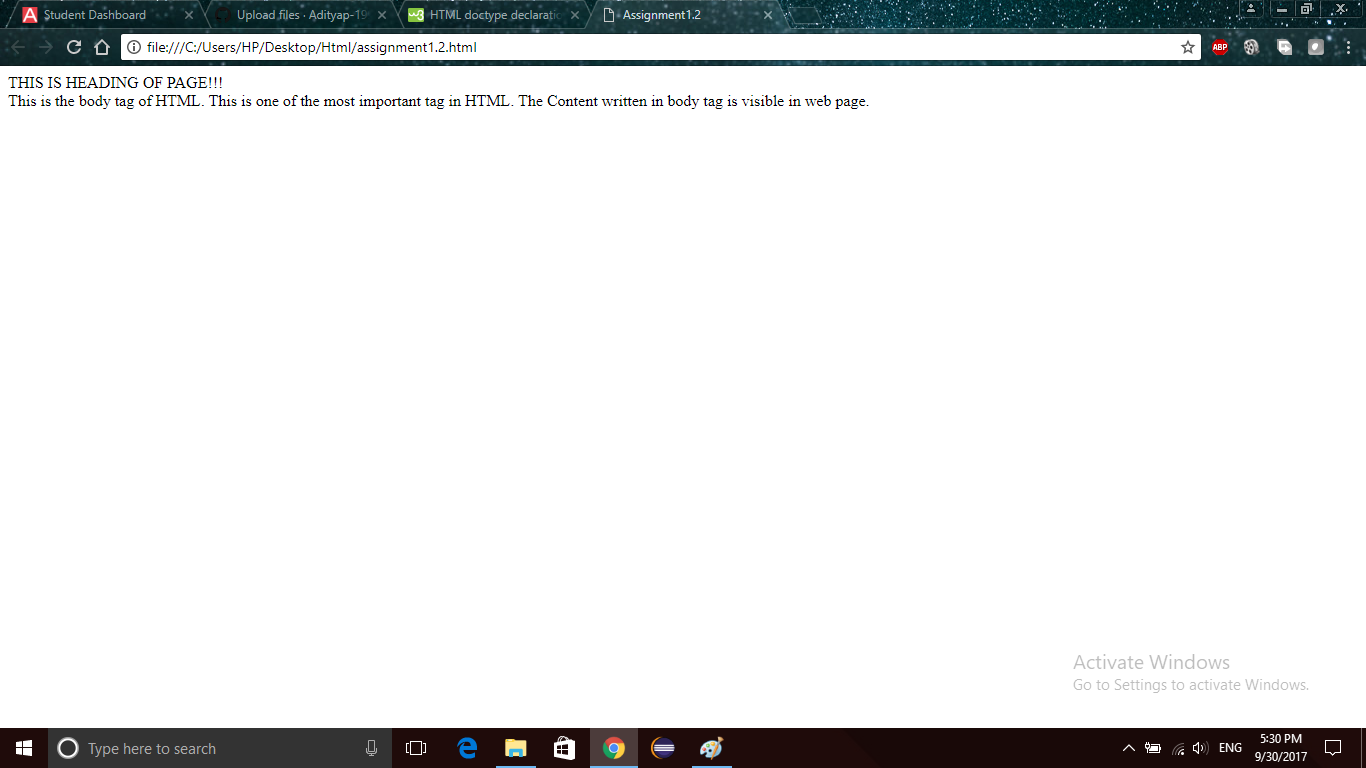 Student Dashboard
Upload files · Adityap-19
HTML doctype declaratio
Assignment1.2
file:///C:/Users/HP/Desktop/Html/assignment1.2.html
ABP
THIS IS HEADING OF PAGE!!!
This is the body tag of HTML. This is one of the most important tag in HTML. The Content written in body tag is visible in web page.
Activate Windows
Go to Settings to activate Windows.
Type here to search
ENG
5:30 PM
9/30/2017